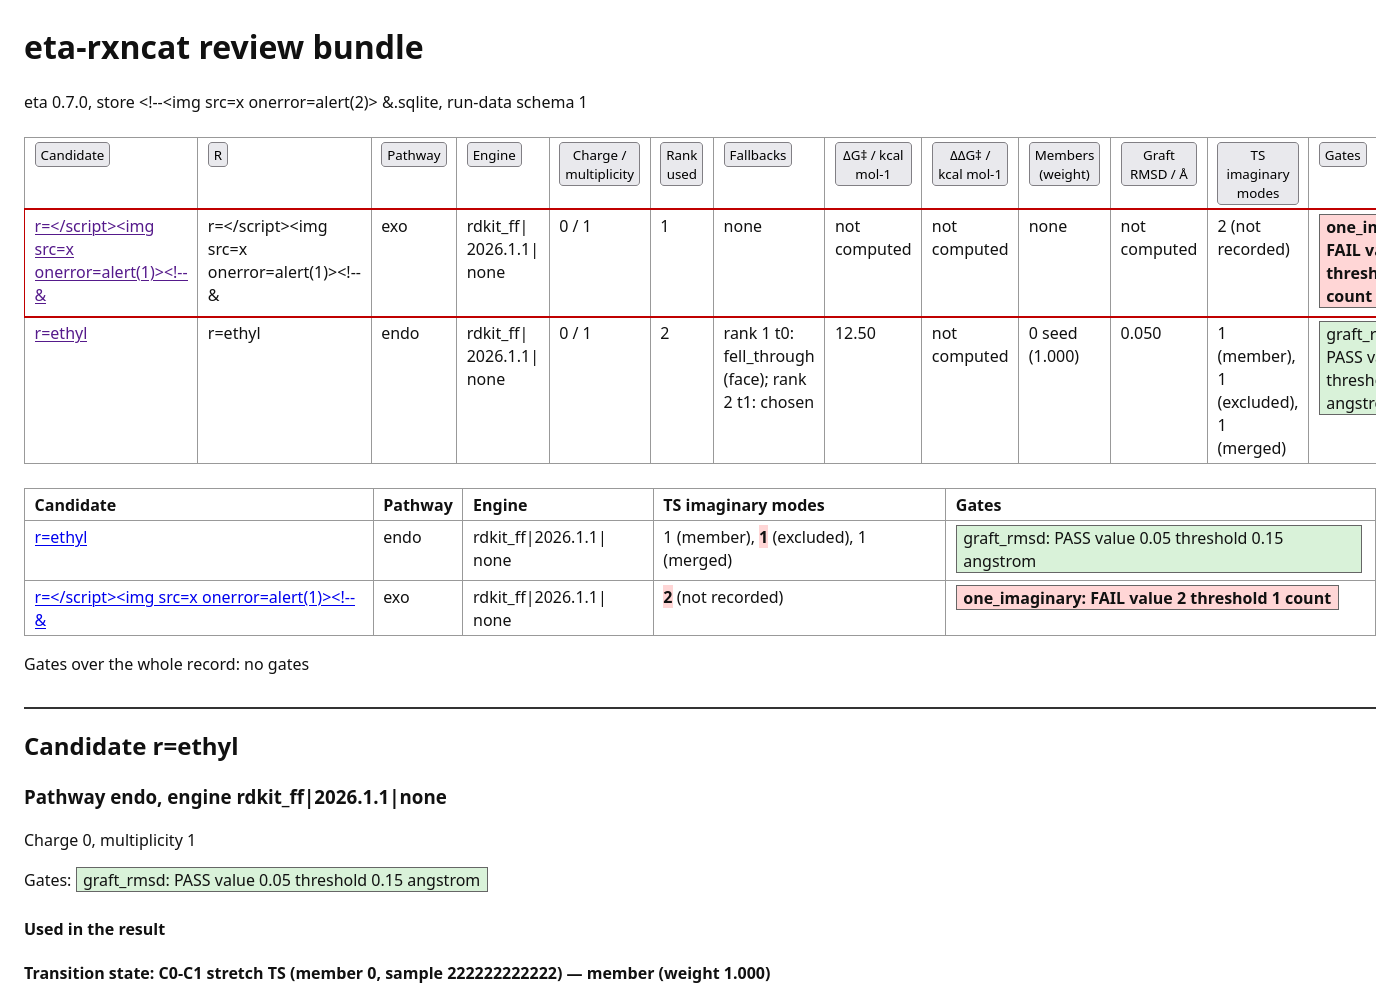 eta-rxncat review bundle
eta 0.7.0, store <!--<img src=x onerror=alert(2)> &.sqlite, run-data schema 1
Candidate R Pathway Engine Charge / multiplicity Rank used Fallbacks ΔG‡ / kcal mol-1 ΔΔG‡ / kcal mol-1 Members (weight) Graft RMSD / Å TS imaginary modes Gates
r=</script><img src=x onerror=alert(1)><!-- & r=</script><img src=x onerror=alert(1)><!-- & exo rdkit_ff|2026.1.1|none 0 / 1 1 none not computed not computed none not computed 2 (not recorded) FAIL count
r=ethyl r=ethyl endo rdkit_ff|2026.1.1|none 0 / 1 2 rank 1 t0: fell_through (face); rank 2 t1: chosen 12.50 not computed 0 seed (1.000) 0.050 1 (member), 1 (excluded), 1 (merged) PASS
Candidate Pathway Engine TS imaginary modes Gates
r=ethyl endo rdkit_ff|2026.1.1|none 1 (member), 1 (excluded), 1 (merged) graft_rmsd: PASS value 0.05 threshold 0.15 angstrom
r=</script><img src=x onerror=alert(1)><!-- & exo rdkit_ff|2026.1.1|none 2 (not recorded) one_imaginary: FAIL value 2 threshold 1 count
Gates over the whole record: no gates
Candidate r=ethyl
Pathway endo, engine rdkit_ff|2026.1.1|none
Charge 0, multiplicity 1
Gates: graft_rmsd: PASS value 0.05 threshold 0.15 angstrom
Used in the result
Transition state: C0-C1 stretch TS (member 0, sample 222222222222) — member (weight 1.000)